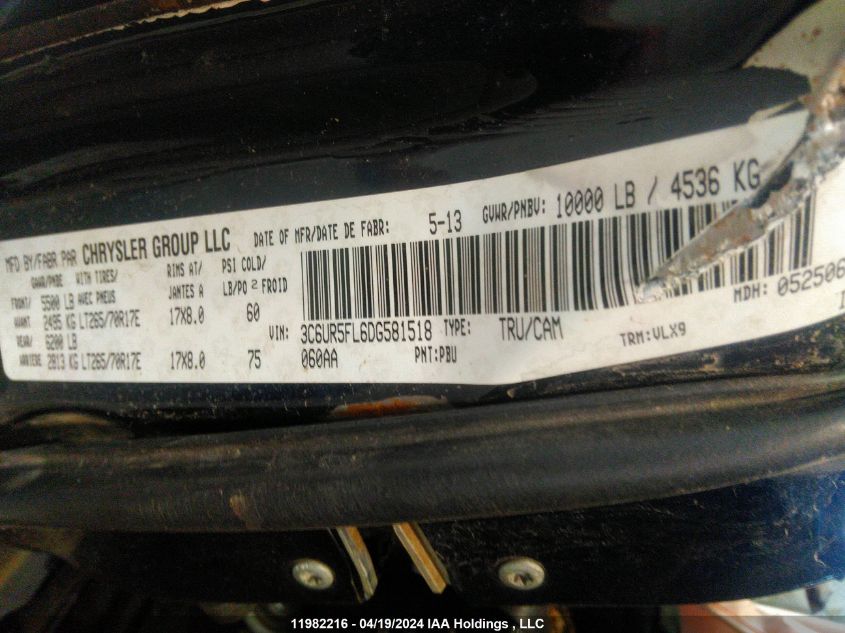 MFD BY/FABR PAR CHRYSLER GROUP LLC DATE OF MFR/DATE DE FABR: 5-13 GVWR/PNBV: 10000 LB / 4536 KG
GAWR/PNBE WITH TIRES/ RIMS AT/ PSI COLD/
FRONT/ 5500 LB AVEC PNEUS JANTES A LB/PO 2 FROID
AVANT 2495 KG LT265/70R17E 17X8.0 60
REAR/ 6200 LB
ARRIERE 2813 KG LT265/70R17E 17X8.0 75
VIN: 3C6UR5FL6DG581518 TYPE: TRU/CAM MDH: 052506
060AA PNT:PBU TRM:VLX9
11982216 - 04/19/2024 IAA Holdings , LLC